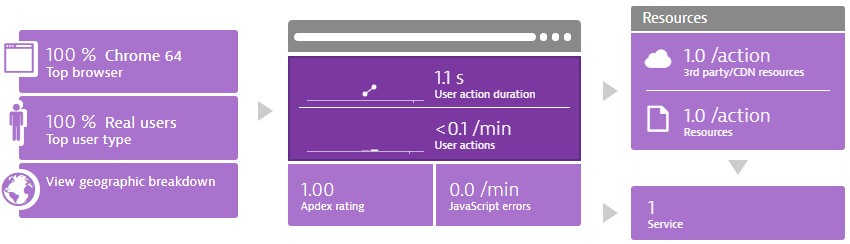 100 % Chrome 64
Top browser
100 % Real users
Top user type
View geographic breakdown
1.1 s
User action duration
<0.1 /min
User actions
1.00
Apdex rating
0.0 /min
JavaScript errors
Resources
1.0 /action
3rd party/CDN resources
1.0 /action
Resources
1
Service